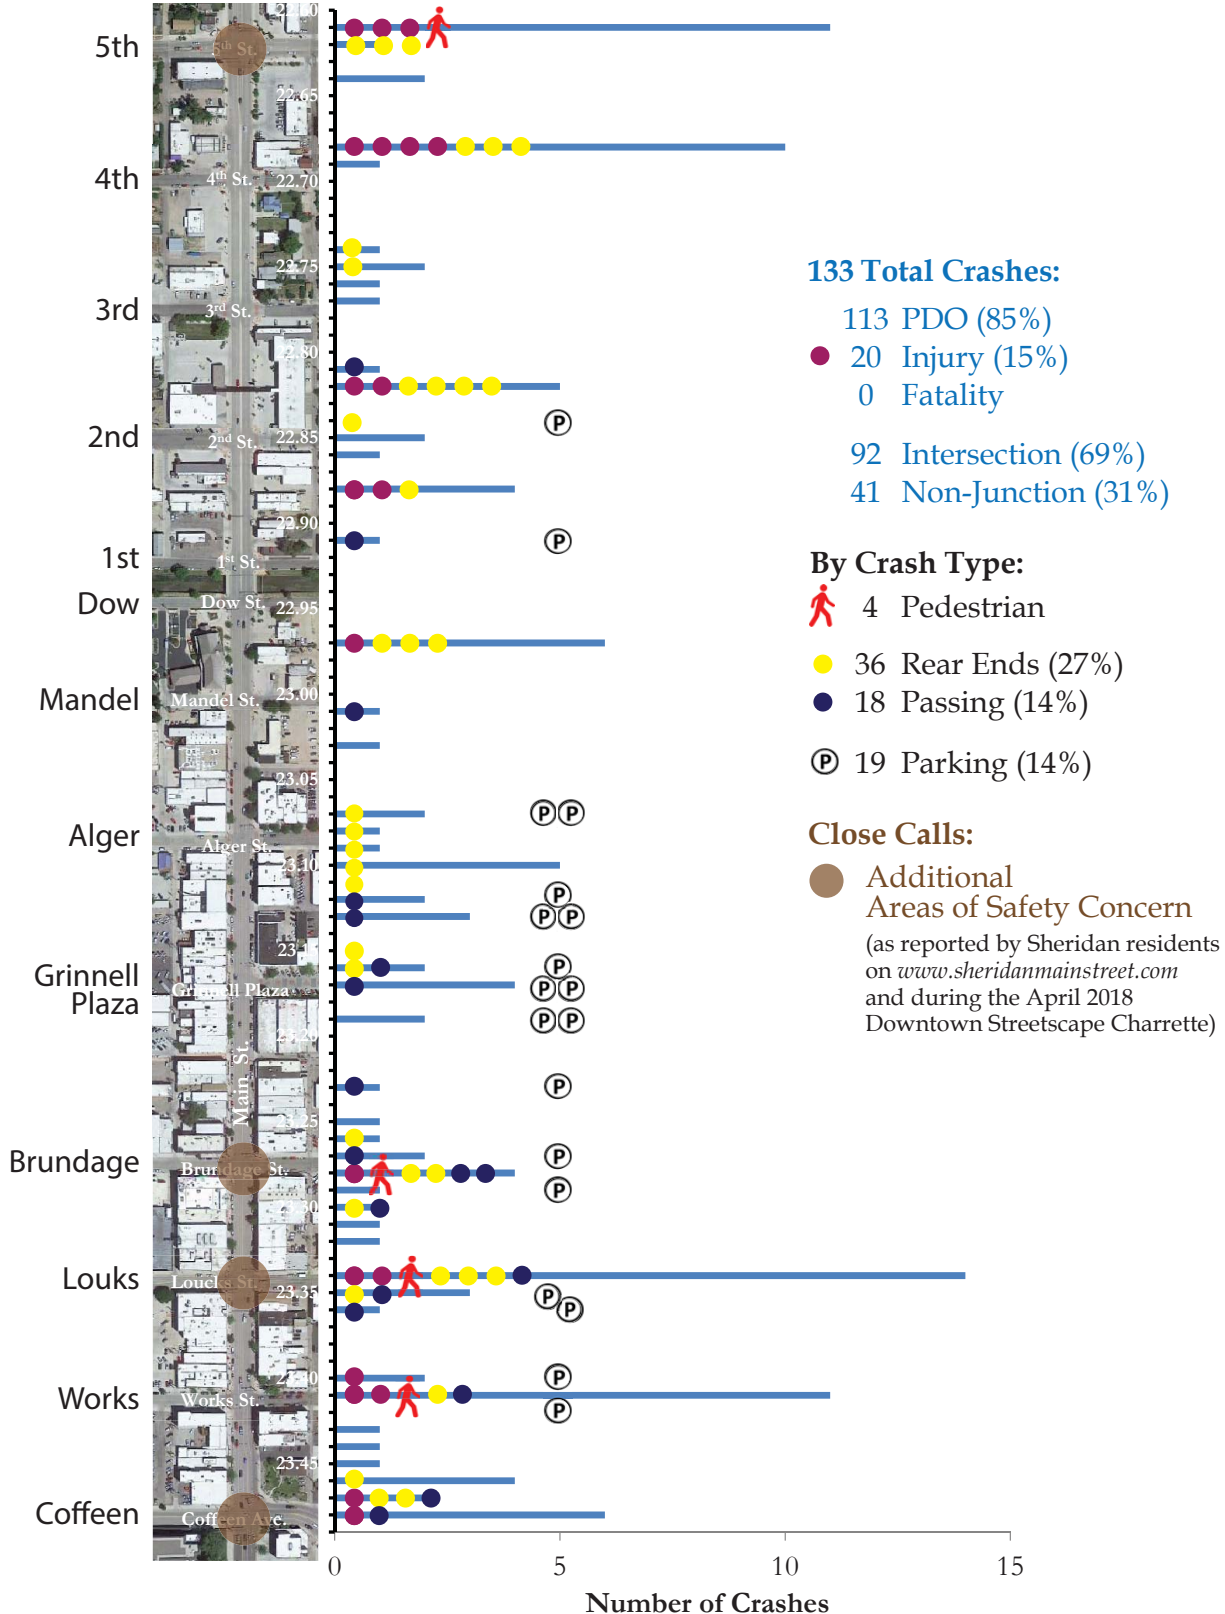 5th
4th
3rd
2nd
1st
Dow
Mandel
Alger
Grinnell
Plaza
Brundage
Louks
Works
Coffeen
5th St.
22.65
4th St.
22.70
22.75
3rd St.
22.80
22.85
2nd St.
22.90
1st St.
Dow St.
22.95
23.00
Mandel St.
23.05
Alger St.
23.10
Grinnell Plaza
23.20
Main St.
23.25
Brundage St.
23.30
Loucks St.
23.35
Works St.
23.45
Coffeen Ave.
P
P
P P
P
P P
P
P P
P P
P
P
P
P
P
P
P
0 5 10 15
Number of Crashes
133 Total Crashes:
113 PDO (85%)
20 Injury (15%)
0 Fatality
92 Intersection (69%)
41 Non-Junction (31%)
By Crash Type:
4 Pedestrian
36 Rear Ends (27%)
18 Passing (14%)
P 19 Parking (14%)
Close Calls:
Additional
Areas of Safety Concern
(as reported by Sheridan residents
on www.sheridanmainstreet.com
and during the April 2018
Downtown Streetscape Charrette)